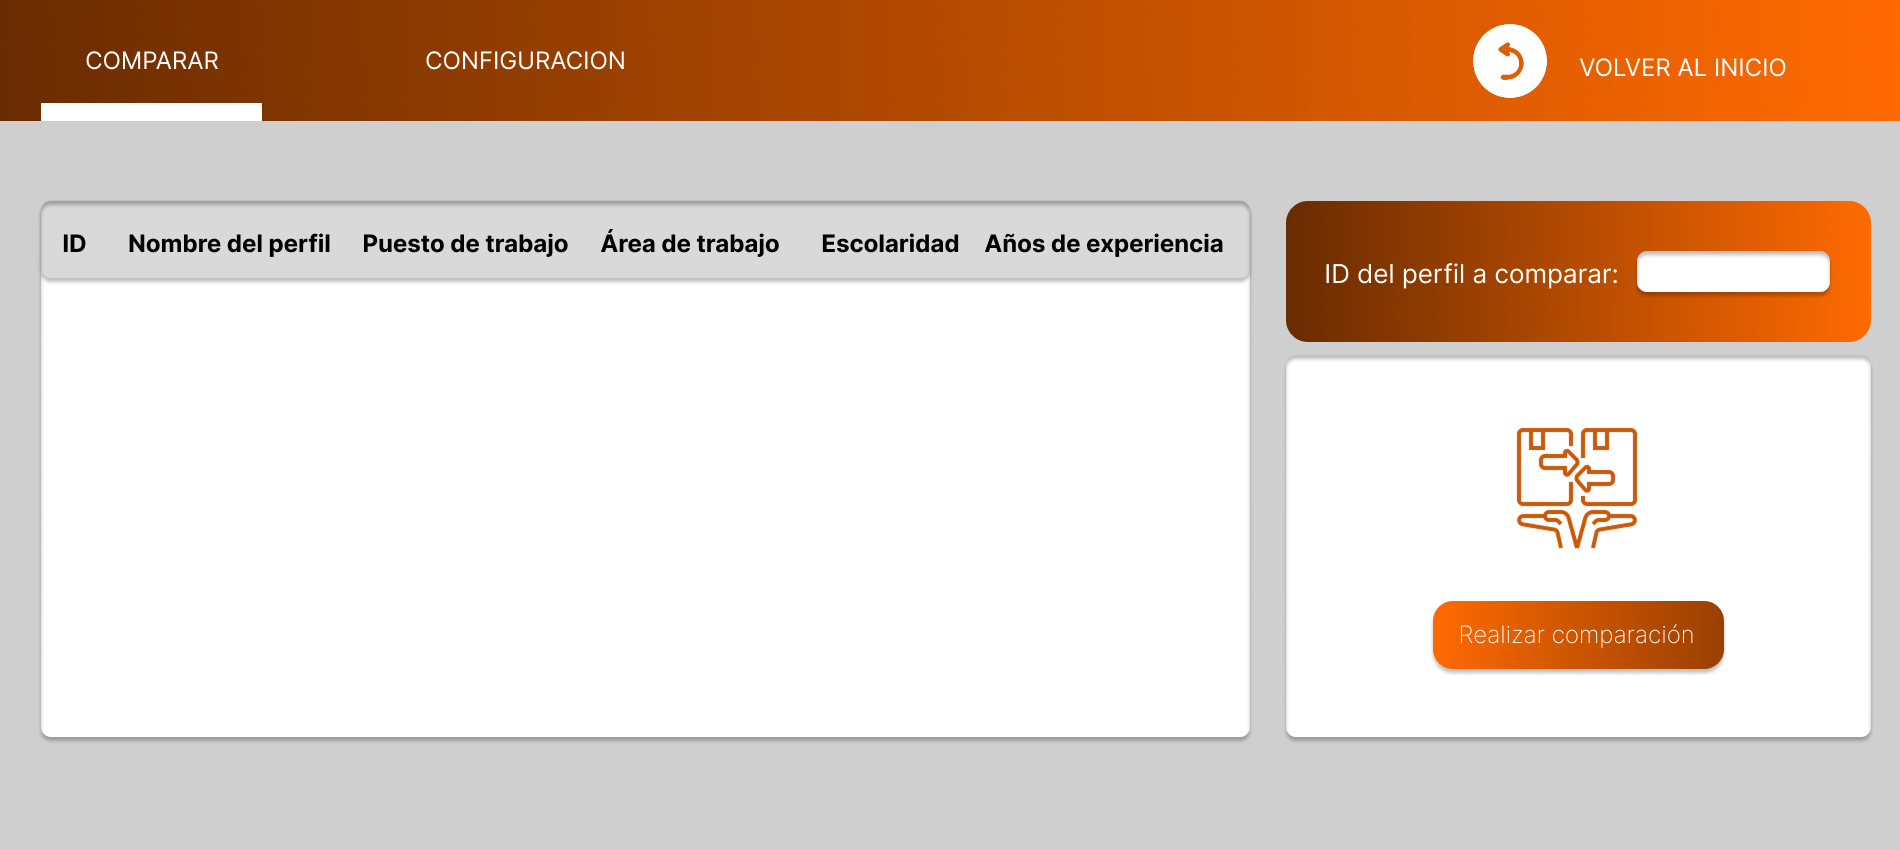 COMPARAR
CONFIGURACION
VOLVER AL INICIO
ID Nombre del perfil Puesto de trabajo Área de trabajo Escolaridad Años de experiencia
ID del perfil a comparar:
Realizar comparación